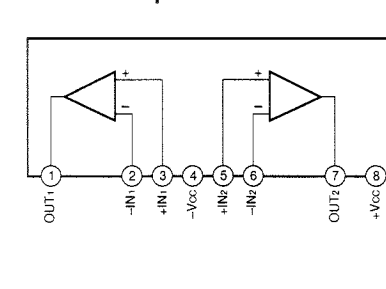 + +
− −
1 2 3 4 5 6 7 8
OUT1
−IN1
+IN1
−Vcc
+IN2
−IN2
OUT2
+Vcc